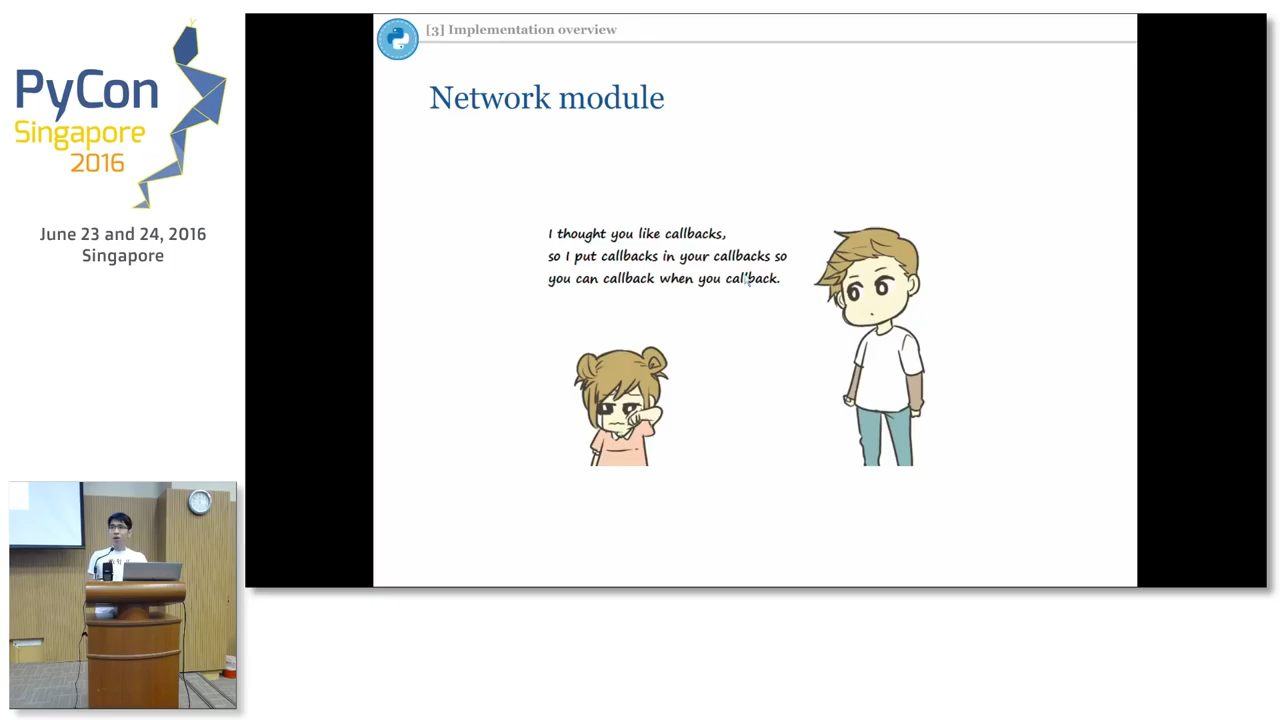 PyCon
Singapore
2016
June 23 and 24, 2016
Singapore
[3] Implementation overview
Network module
I thought you like callbacks,
so I put callbacks in your callbacks so
you can callback when you callback.